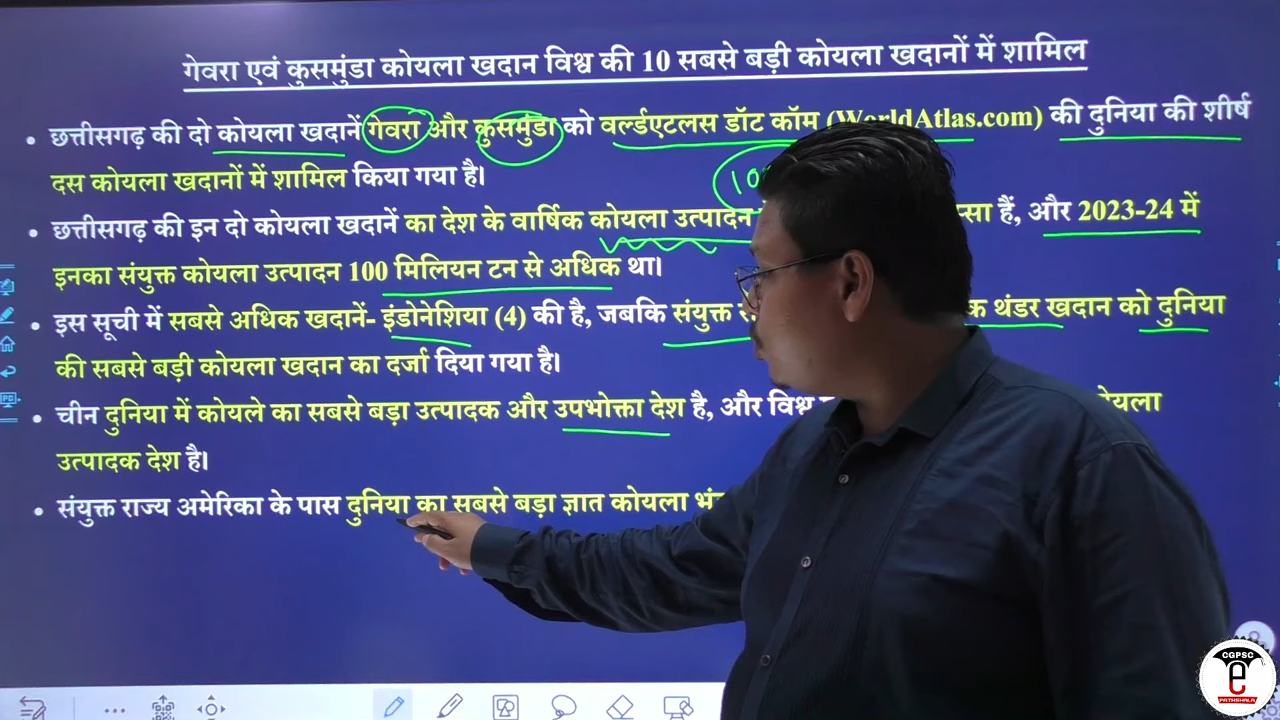 गेवरा एवं कुसमुंडा कोयला खदान विश्व की 10 सबसे बड़ी कोयला खदानों में शामिल
• छत्तीसगढ़ की दो कोयला खदानें गेवरा और कुसमुंडा को वर्ल्डएटलस डॉट कॉम (WorldAtlas.com) की दुनिया की शीर्ष
दस कोयला खदानों में शामिल किया गया है।
10
• छत्तीसगढ़ की इन दो कोयला खदानें का देश के वार्षिक कोयला उत्पादन हैं, और 2023-24 में
इनका संयुक्त कोयला उत्पादन 100 मिलियन टन से अधिक था।
• इस सूची में सबसे अधिक खदानें- इंडोनेशिया (4) की है, जबकि संयुक्त थंडर खदान को दुनिया
की सबसे बड़ी कोयला खदान का दर्जा दिया गया है।
• चीन दुनिया में कोयले का सबसे बड़ा उत्पादक और उपभोक्ता देश है, और विश्व
उत्पादक देश है।
• संयुक्त राज्य अमेरिका के पास दुनिया का सबसे बड़ा ज्ञात कोयला
CGPSC
e
PATHSHALA